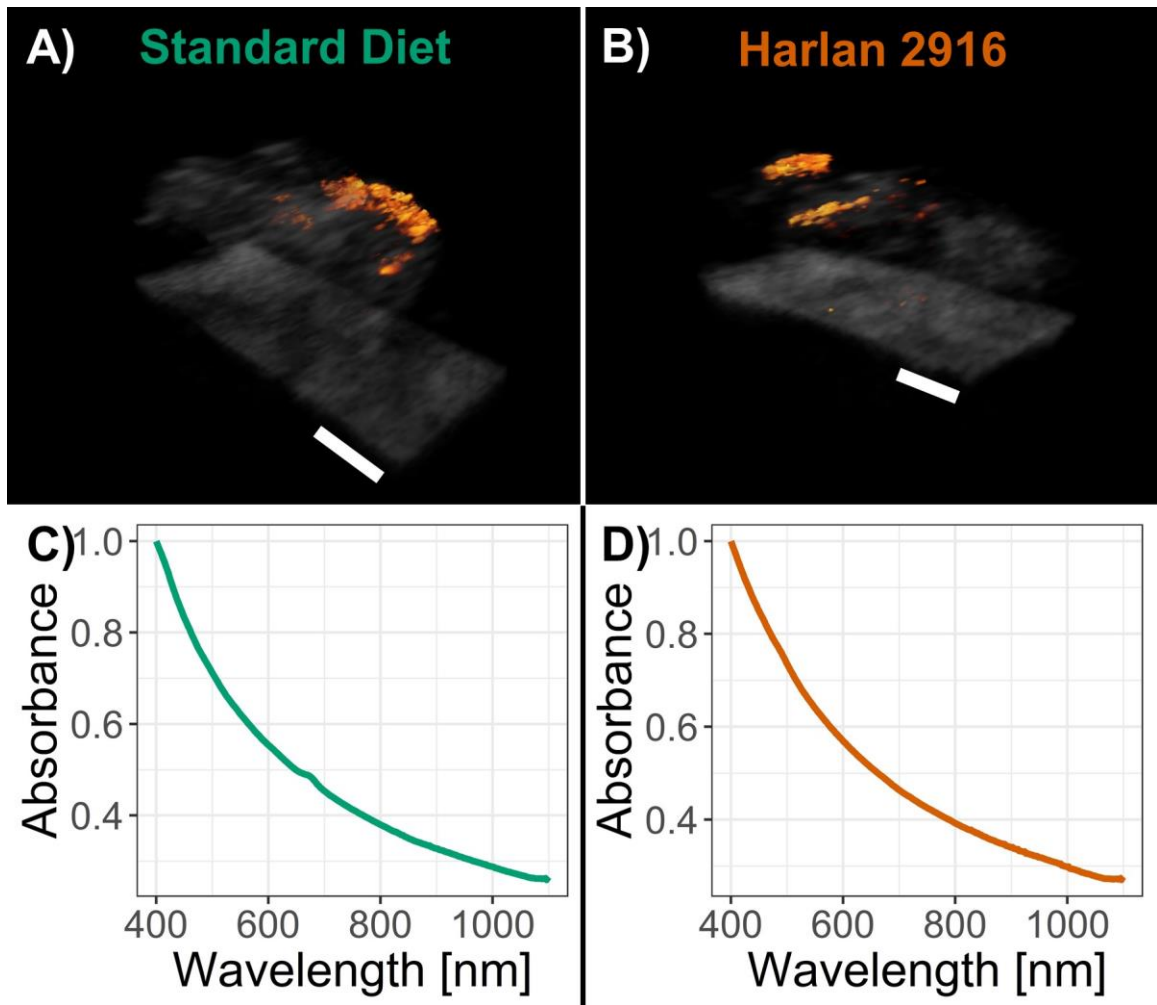 A) Standard Diet
B) Harlan 2916
C)
Absorbance
1.0
0.8
0.6
0.4
400 600 800 1000
Wavelength [nm]
D)
Absorbance
1.0
0.8
0.6
0.4
400 600 800 1000
Wavelength [nm]